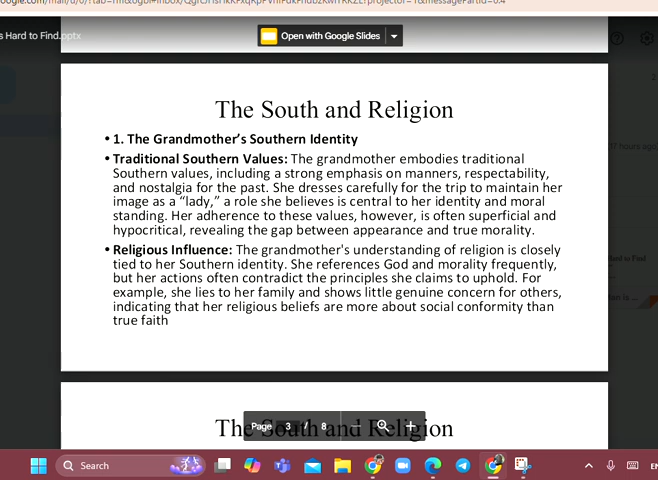 s Hard to Find.pptx
Open with Google Slides
The South and Religion
• 1. The Grandmother's Southern Identity
• Traditional Southern Values: The grandmother embodies traditional
Southern values, including a strong emphasis on manners, respectability,
and nostalgia for the past. She dresses carefully for the trip to maintain her
image as a "lady," a role she believes is central to her identity and moral
standing. Her adherence to these values, however, is often superficial and
hypocritical, revealing the gap between appearance and true morality.
• Religious Influence: The grandmother's understanding of religion is closely
tied to her Southern identity. She references God and morality frequently,
but her actions often contradict the principles she claims to uphold. For
example, she lies to her family and shows little genuine concern for others,
indicating that her religious beliefs are more about social conformity than
true faith
37 hours ago
Hard to Find
The South and Religion
Page 3 / 8
Search
EN